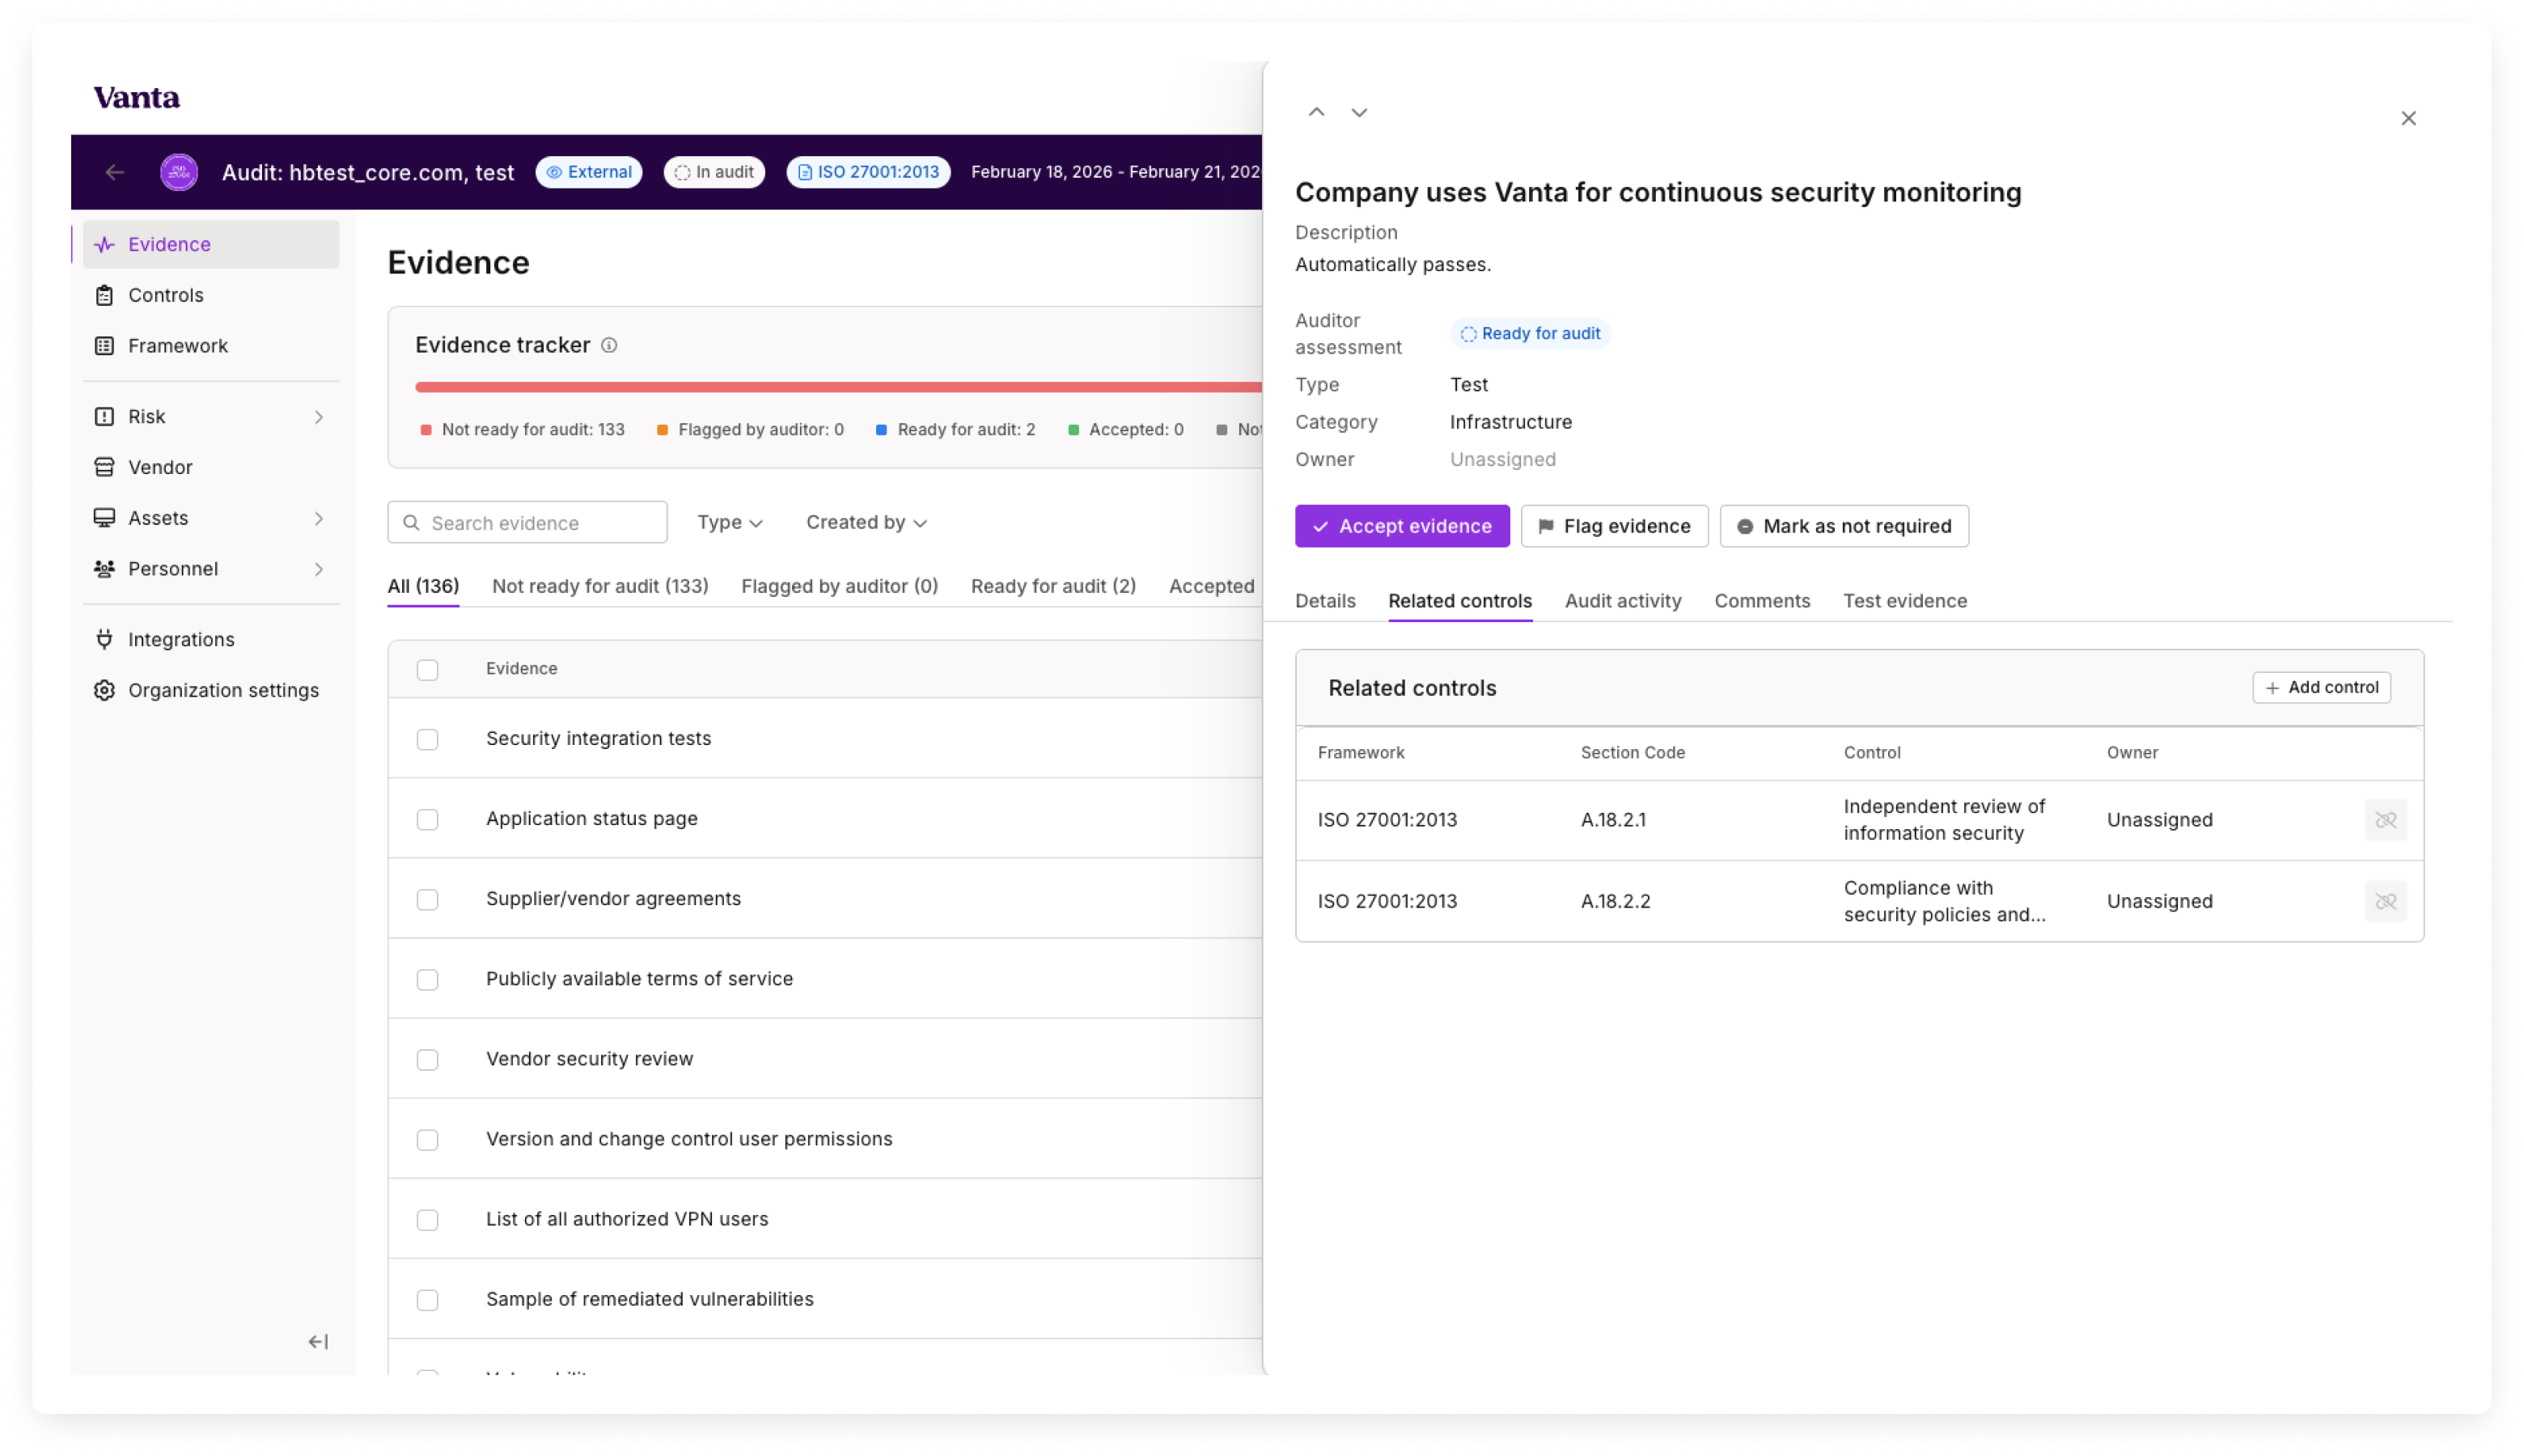 Vanta
Audit: hbtest_core.com, test
External
In audit
ISO 27001:2013
February 18, 2026 - February 21, 202
Evidence
Controls
Framework
Risk
Vendor
Assets
Personnel
Integrations
Organization settings
Evidence
Evidence tracker
Not ready for audit: 133
Flagged by auditor: 0
Ready for audit: 2
Accepted: 0
Search evidence
Type
Created by
All (136)
Not ready for audit (133)
Flagged by auditor (0)
Ready for audit (2)
Accepted
Evidence
Security integration tests
Application status page
Supplier/vendor agreements
Publicly available terms of service
Vendor security review
Version and change control user permissions
List of all authorized VPN users
Sample of remediated vulnerabilities
Company uses Vanta for continuous security monitoring
Description
Automatically passes.
Auditor
assessment
Ready for audit
Type
Test
Category
Infrastructure
Owner
Unassigned
Accept evidence
Flag evidence
Mark as not required
Details
Related controls
Audit activity
Comments
Test evidence
Related controls
Add control
Framework
Section Code
Control
Owner
ISO 27001:2013
A.18.2.1
Independent review of
information security
Unassigned
ISO 27001:2013
A.18.2.2
Compliance with
security policies and...
Unassigned